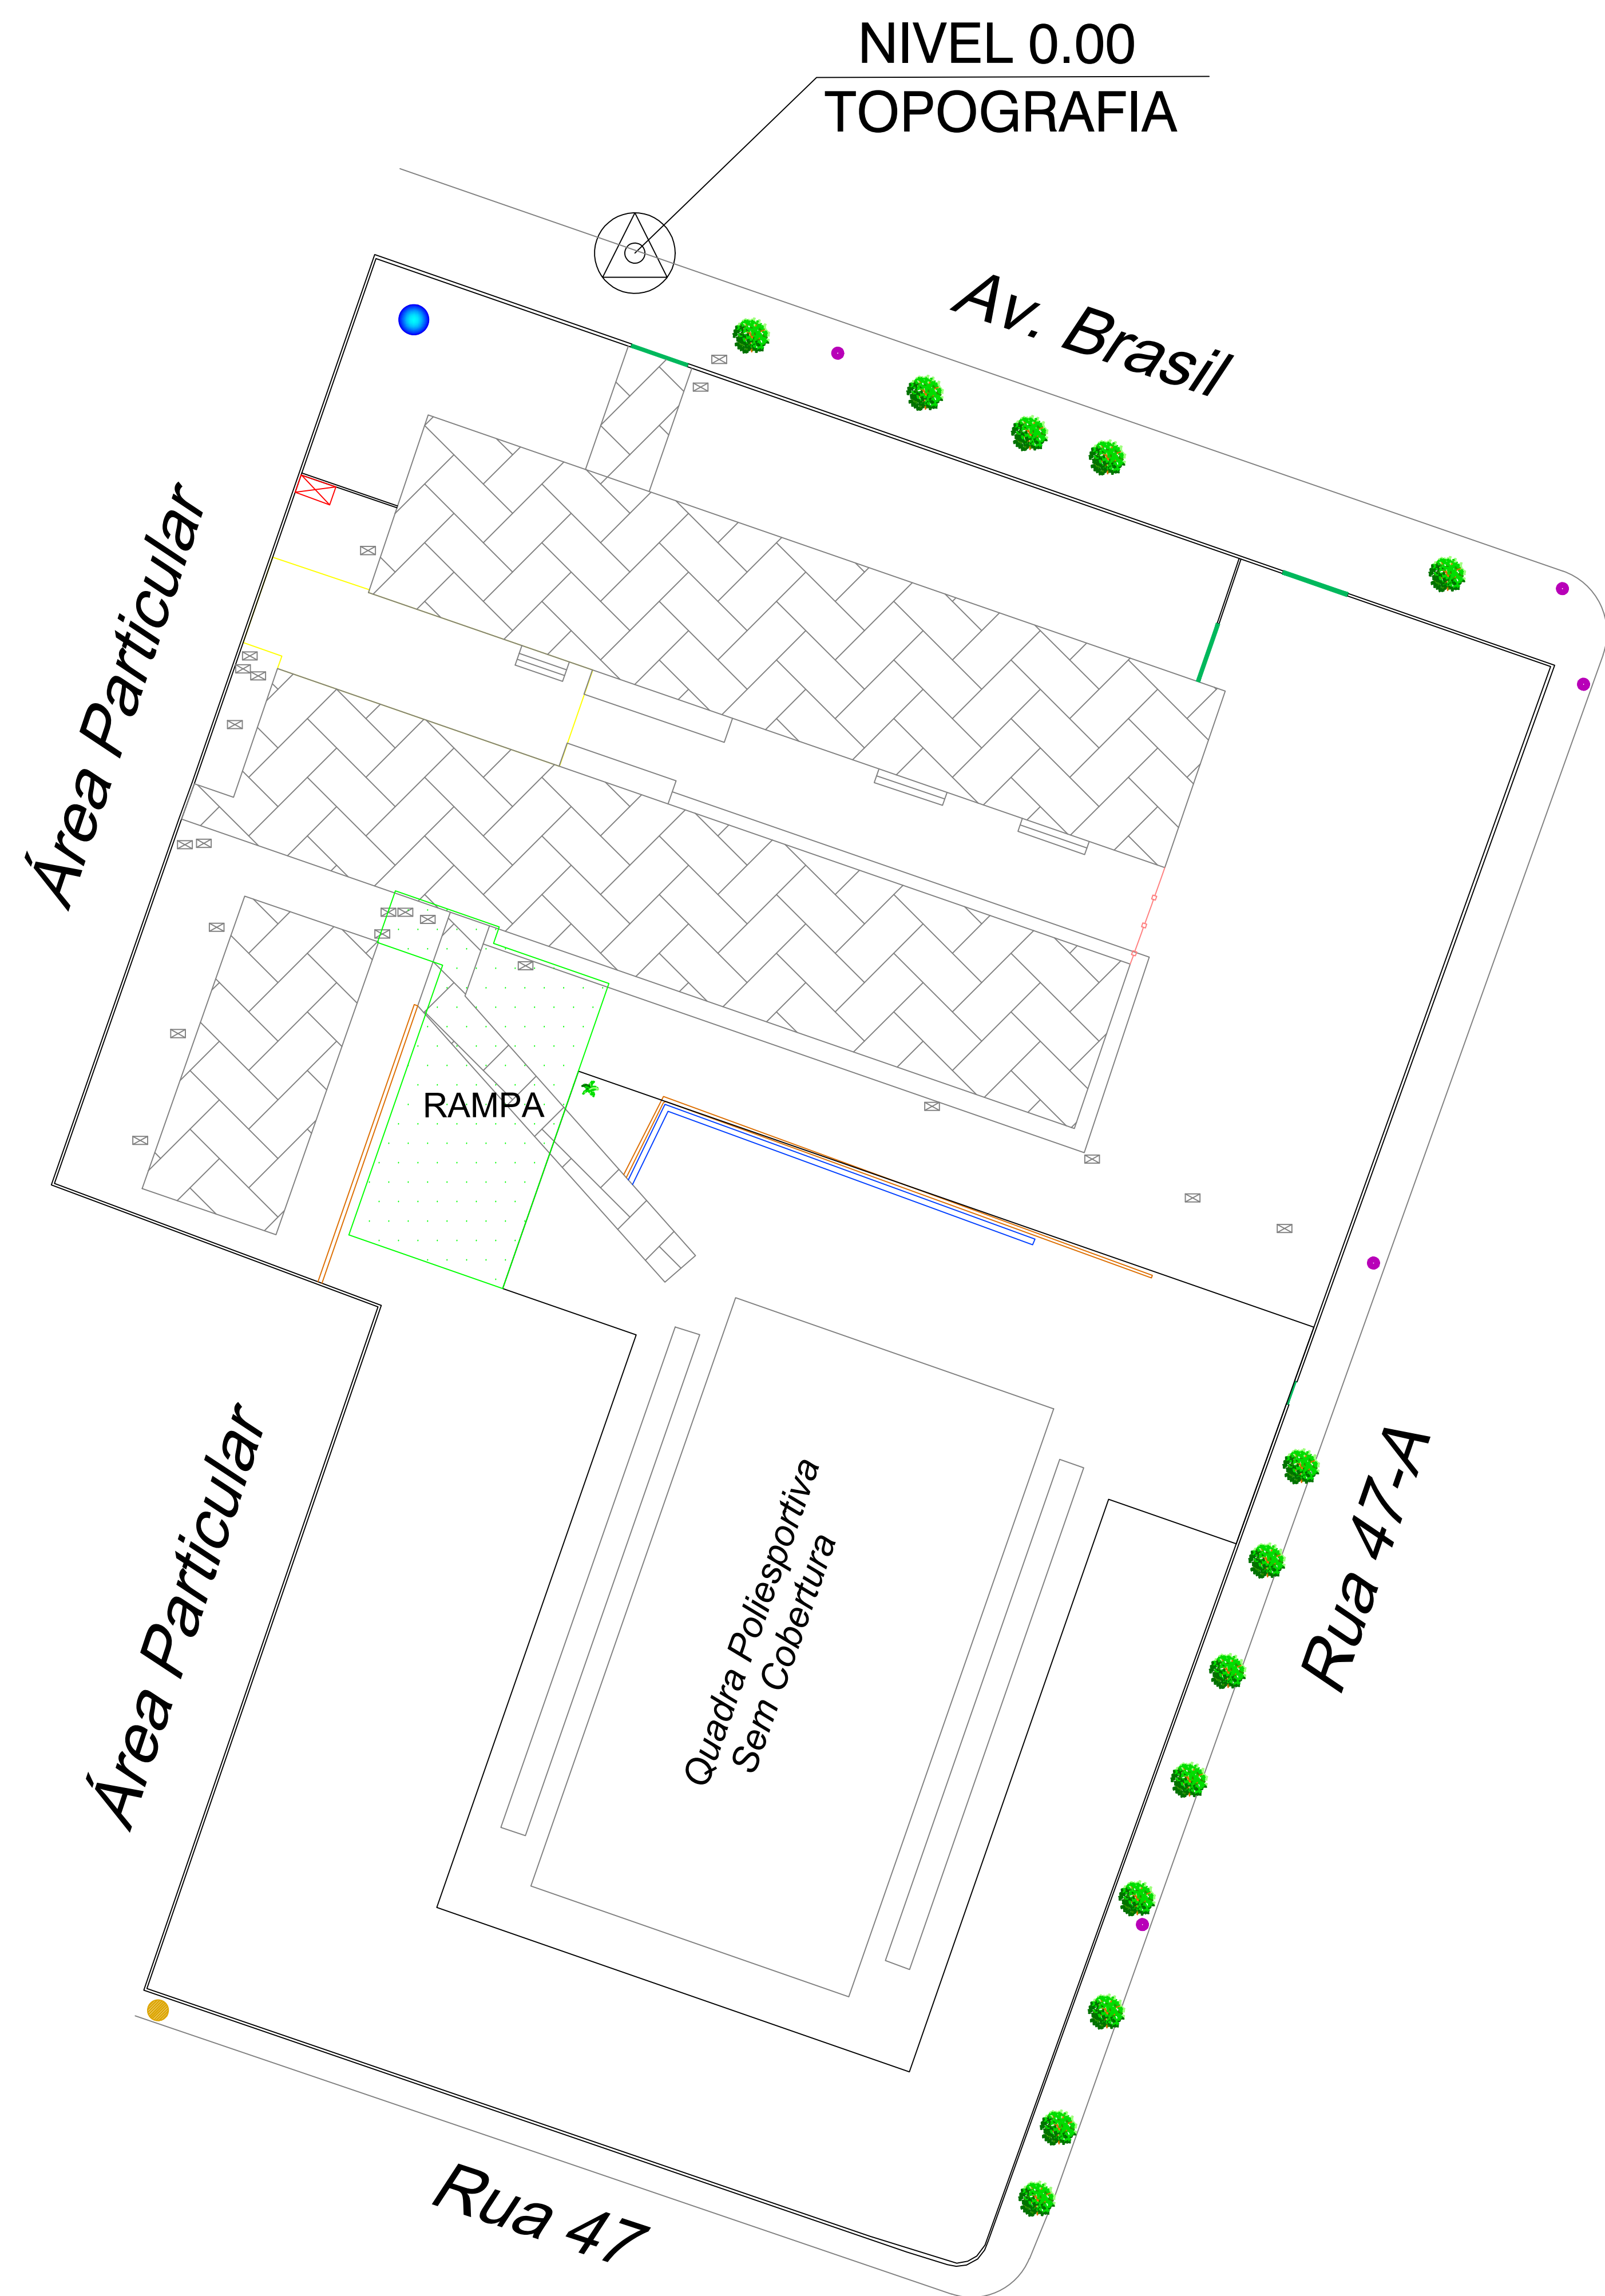 NIVEL 0.00
TOPOGRAFIA
Av. Brasil
Área Particular
RAMPA
Área Particular
Quadra Poliesportiva
Sem Cobertura
Rua 47-A
Rua 47